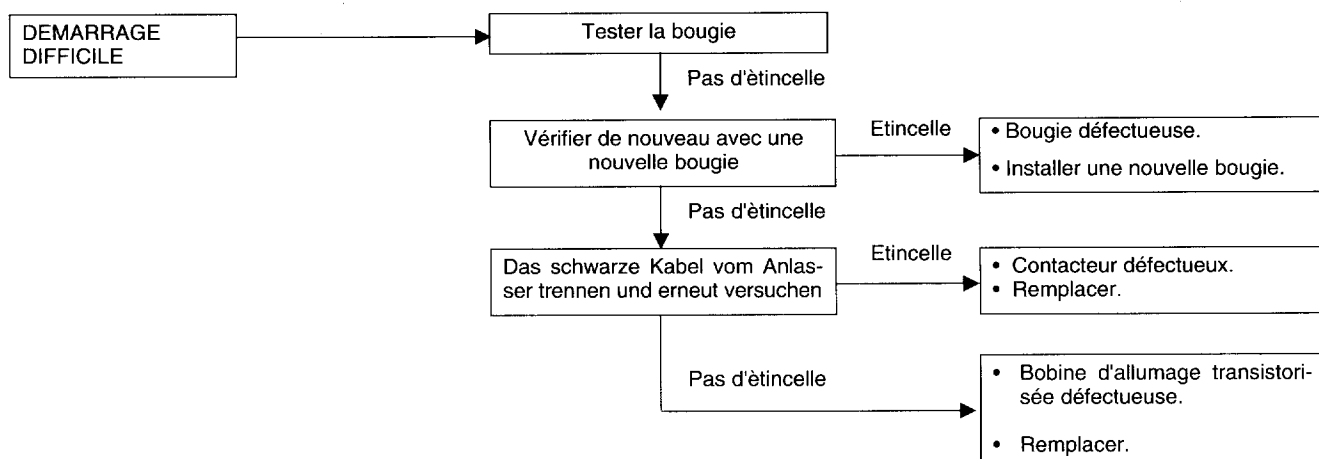 DEMARRAGE
DIFFICILE
Tester la bougie
Pas d'ètincelle
Vérifier de nouveau avec une
nouvelle bougie
Etincelle
• Bougie défectueuse.
• Installer une nouvelle bougie.
Pas d'ètincelle
Das schwarze Kabel vom Anlas-
ser trennen und erneut versuchen
Etincelle
• Contacteur défectueux.
• Remplacer.
Pas d'ètincelle
• Bobine d'allumage transistori-
sée défectueuse.
• Remplacer.